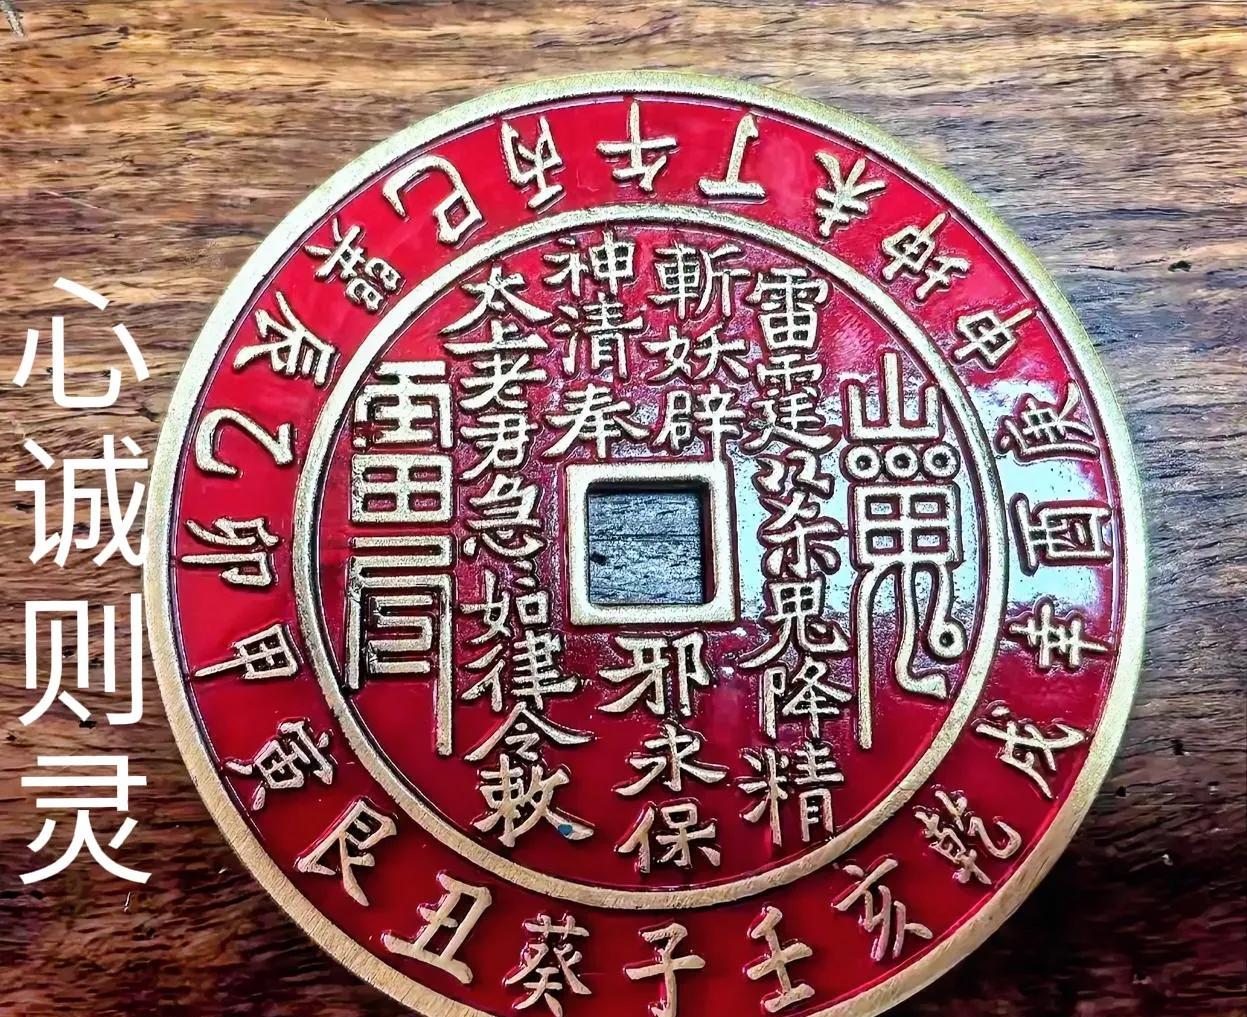 心诚则灵
雷霆双杀鬼降精
斬妖辟邪永保
神清奉
太上老君急如律令敕
午丁未坤申庚酉辛戌乾亥壬子癸丑艮寅甲卯乙辰巽巳丙